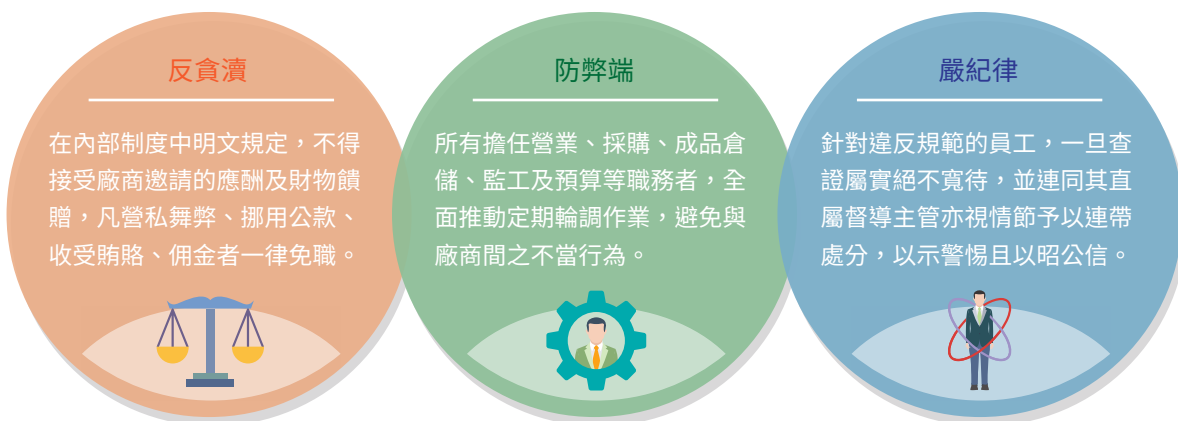 反貪瀆
在內部制度中明文規定，不得
接受廠商邀請的應酬及財物餽
贈，凡營私舞弊、挪用公款、
收受賄賂、佣金者一律免職。
防弊端
所有擔任營業、採購、成品倉
儲、監工及預算等職務者，全
面推動定期輪調作業，避免與
廠商間之不當行為。
嚴紀律
針對違反規範的員工，一旦查
證屬實絕不寬待，並連同其直
屬督導主管亦視情節予以連帶
處分，以示警惕且以昭公信。